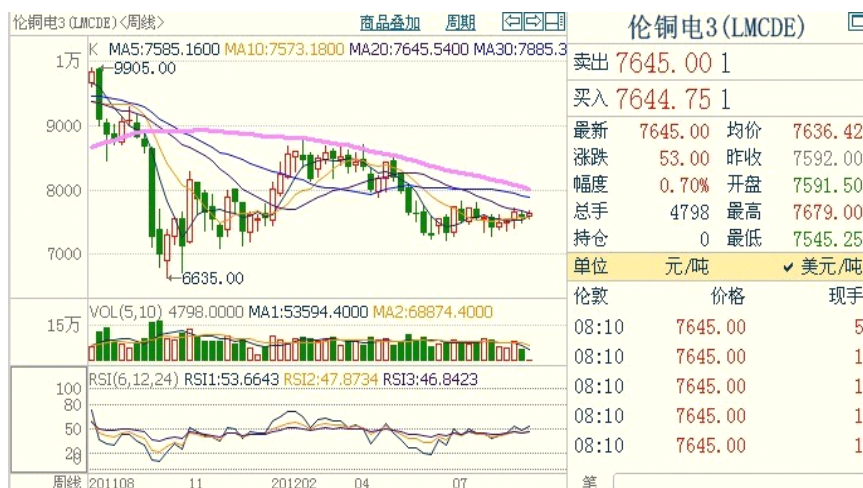 伦铜电3(LMCDE)<周线>
商品叠加 周期
K MA5:7585.1600 MA10:7573.1800 MA20:7645.5400 MA30:7885.3
1万
9905.00
9000
8000
7000
6635.00
VOL(5,10) 4798.0000 MA1:53594.4000 MA2:68874.4000
15万
RSI(6,12,24) RSI1:53.6643 RSI2:47.8734 RSI3:46.8423
100
80
50
20
0
周线 201108 11 201202 04 07
伦铜电3(LMCDE)
卖出 7645.00 1
买入 7644.75 1
最新 7645.00 均价 7636.42
涨跌 53.00 昨收 7592.00
幅度 0.70% 开盘 7591.50
总手 4798 最高 7679.00
持仓 0 最低 7545.25
单位 元/吨 ✓ 美元/吨
伦敦 价格 现手
08:10 7645.00 5
08:10 7645.00 1
08:10 7645.00 1
08:10 7645.00 1
08:10 7645.00 1
笔